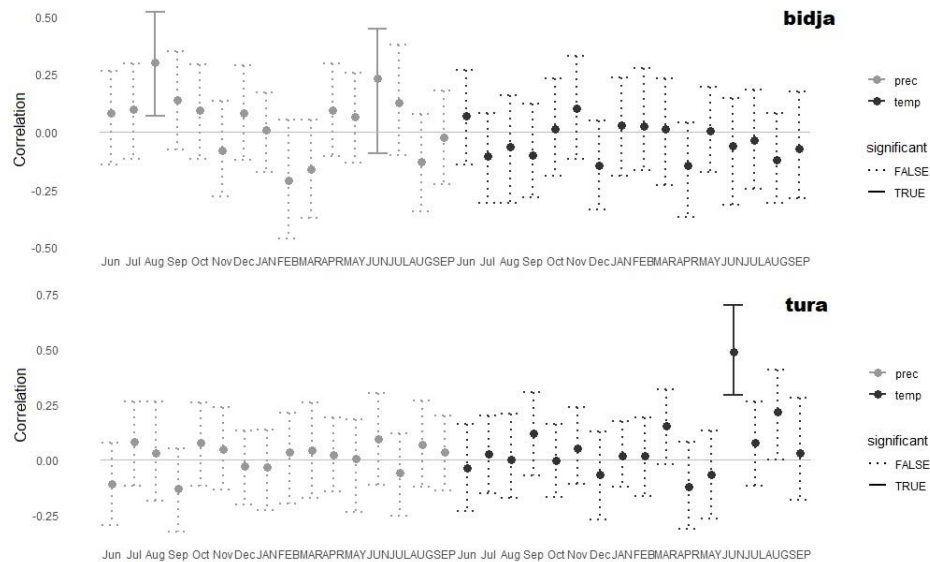 bidja
0.50
0.25
0.00
-0.25
-0.50
Correlation
Jun Jul Aug Sep Oct Nov Dec JAN FEB MAR APR MAY JUN JUL AUG SEP Jun Jul Aug Sep Oct Nov Dec JAN FEB MAR APR MAY JUN JUL AUG SEP
prec
temp
significant
FALSE
TRUE
tura
0.75
0.50
0.25
0.00
-0.25
Correlation
Jun Jul Aug Sep Oct Nov Dec JAN FEB MAR APR MAY JUN JUL AUG SEP Jun Jul Aug Sep Oct Nov Dec JAN FEB MAR APR MAY JUN JUL AUG SEP
prec
temp
significant
FALSE
TRUE